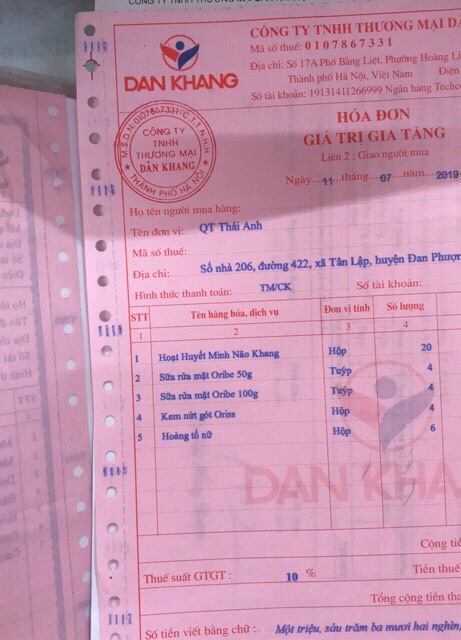 CÔNG TY TNHH THƯƠNG MẠI DÂ
Mã số thuế: 0107867331
Địa chỉ: Số 17A Phố Bằng Liệt, Phường Hoàng Li
Thành phố Hà Nội, Việt Nam Điện
Số tài khoản: 19131411266999 Ngân hàng Techco
DAN KHANG
HÓA ĐƠN
GIÁ TRỊ GIA TĂNG
Liên 2 : Giao người mua
Ngày....11....tháng....07....năm....2019
M.S.D.N:0107867331-C.T.T.N.H.H
CÔNG TY
TNHH
THƯƠNG MẠI
DÂN KHANG
THÀNH PHỐ HÀ NỘI
Họ tên người mua hàng:
Tên đơn vị: QT Thái Anh
Mã số thuế:
Địa chỉ: Số nhà 206, đường 422, xã Tân Lập, huyện Đan Phượn
Hình thức thanh toán: TM/CK Số tài khoản:
STT Tên hàng hóa, dịch vụ Đơn vị tính Số lượng
1 2 3 4
1 Hoạt Huyết Minh Não Khang Hộp 20
2 Sữa rửa mặt Oribe 50g Tuýp 4
3 Sữa rửa mặt Oribe 100g Tuýp 4
4 Kem nứt gót Oriss Hộp 4
5 Hoàng tố nữ Hộp 6
DAN KHA
Cộng tiề
Thuế suất GTGT : 10 % Tiền thuế
Tổng cộng tiền tha
Số tiền viết bằng chữ : Một triệu, sáu trăm ba mươi hai nghìn,